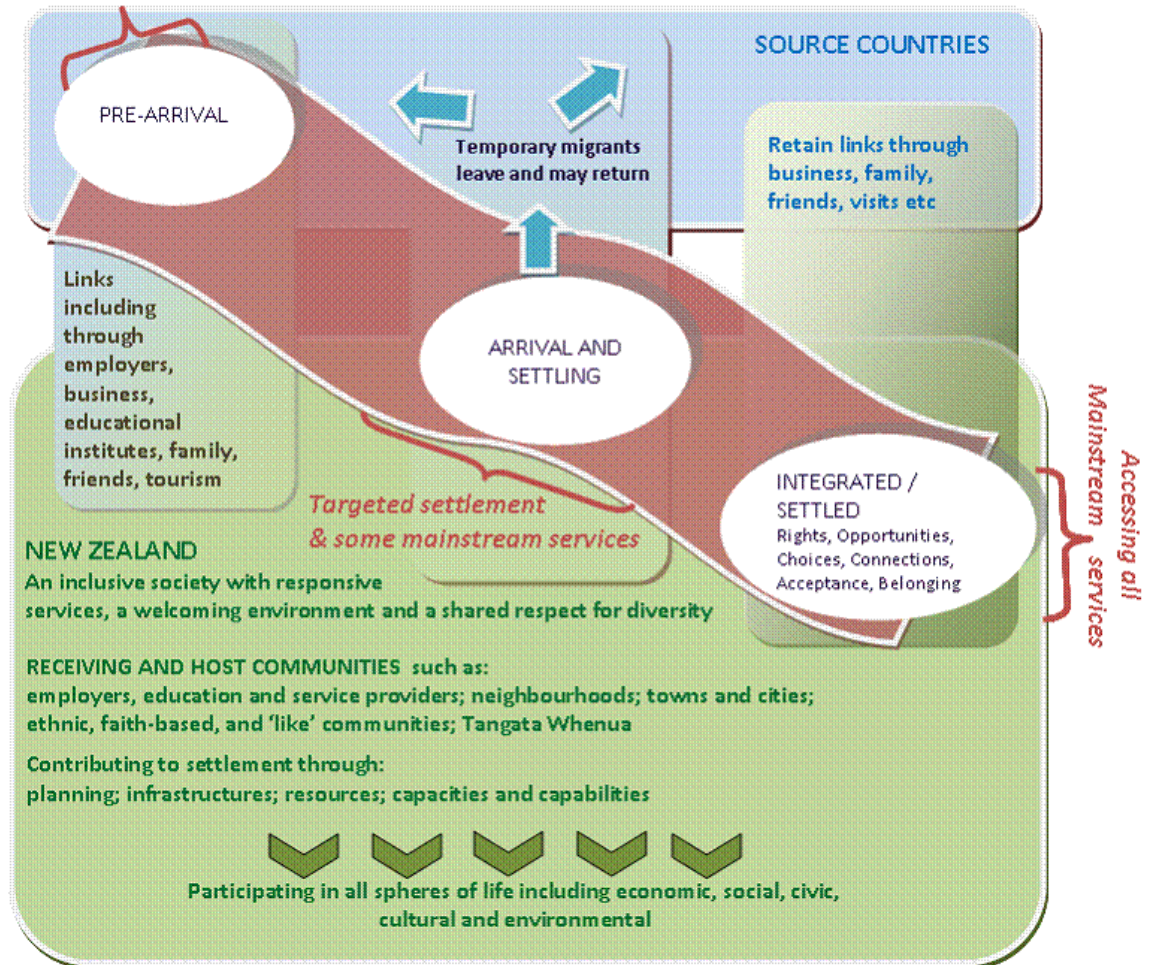 SOURCE COUNTRIES
PRE-ARRIVAL
Temporary migrants
leave and may return
Retain links through
business, family,
friends, visits etc
Links
including
through
employers,
business,
educational
institutes, family,
friends, tourism
ARRIVAL AND
SETTLING
Targeted settlement
& some mainstream services
INTEGRATED /
SETTLED
Rights, Opportunities,
Choices, Connections,
Acceptance, Belonging
Accessing all
Mainstream services
NEW ZEALAND
An inclusive society with responsive
services, a welcoming environment and a shared respect for diversity
RECEIVING AND HOST COMMUNITIES such as:
employers, education and service providers; neighbourhoods; towns and cities;
ethnic, faith-based, and ‘like’ communities; Tangata Whenua
Contributing to settlement through:
planning; infrastructures; resources; capacities and capabilities
Participating in all spheres of life including economic, social, civic,
cultural and environmental